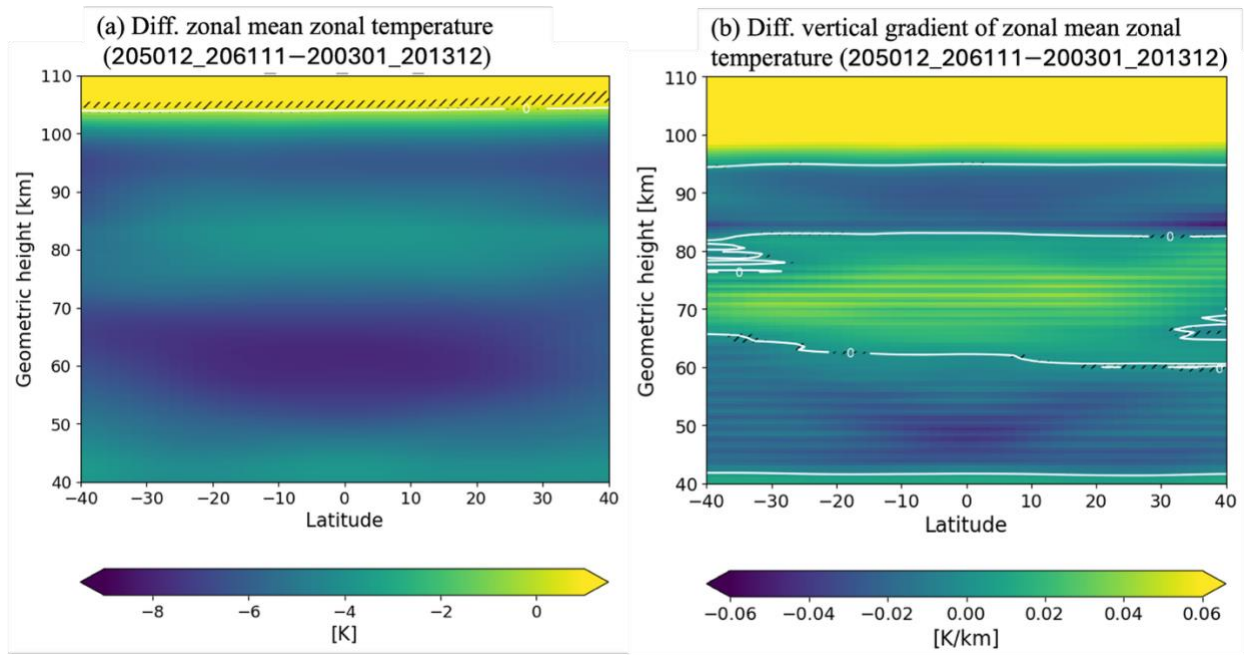 (a) Diff. zonal mean zonal temperature
(205012_206111−200301_201312)
110
100
90
80
70
60
50
40
Geometric height [km]
0
−40 −30 −20 −10 0 10 20 30 40
Latitude
−8 −6 −4 −2 0
[K]
(b) Diff. vertical gradient of zonal mean zonal
temperature (205012_206111−200301_201312)
110
100
90
80
70
60
50
40
Geometric height [km]
0
0
0
0
−40 −30 −20 −10 0 10 20 30 40
Latitude
−0.06 −0.04 −0.02 0.00 0.02 0.04 0.06
[K/km]